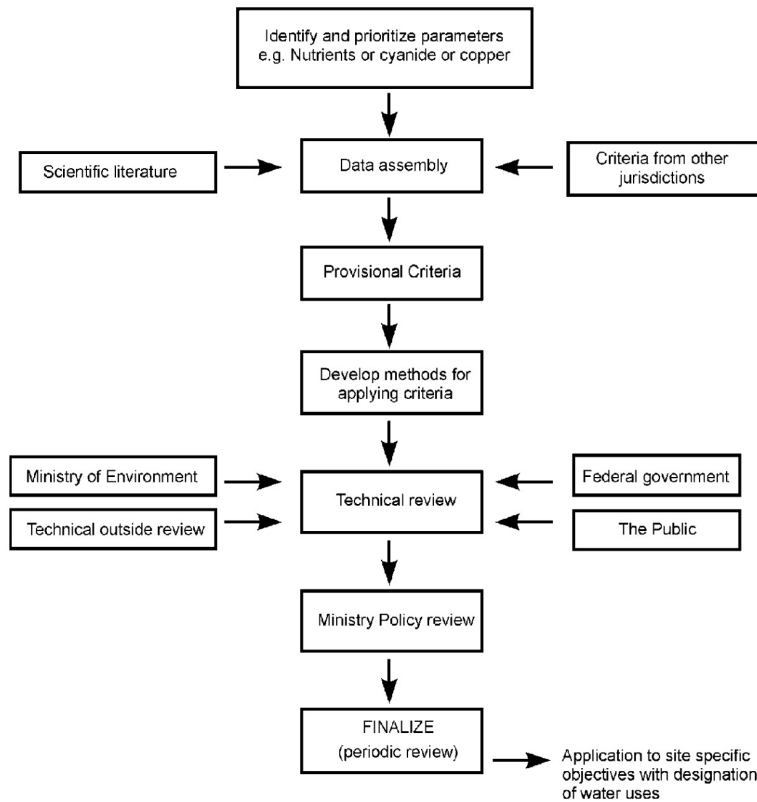 Identify and prioritize parameters
e.g. Nutrients or cyanide or copper
Scientific literature
Data assembly
Criteria from other
jurisdictions
Provisional Criteria
Develop methods for
applying criteria
Ministry of Environment
Technical outside review
Technical review
Federal government
The Public
Ministry Policy review
FINALIZE
(periodic review)
Application to site specific
objectives with designation
of water uses